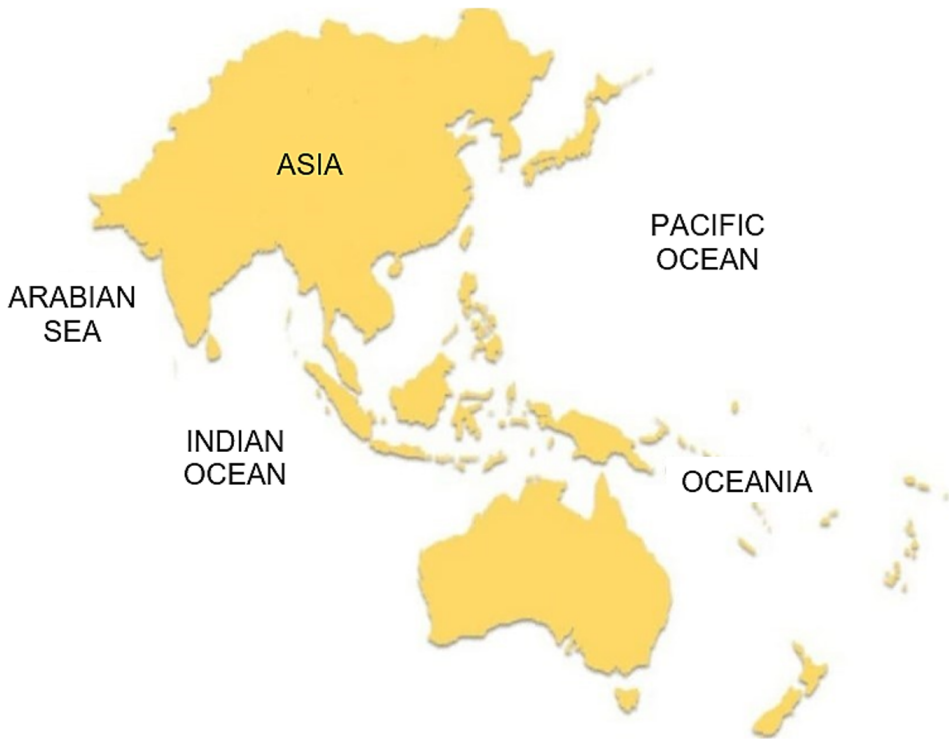 ASIA
PACIFIC
OCEAN
ARABIAN
SEA
INDIAN
OCEAN
OCEANIA